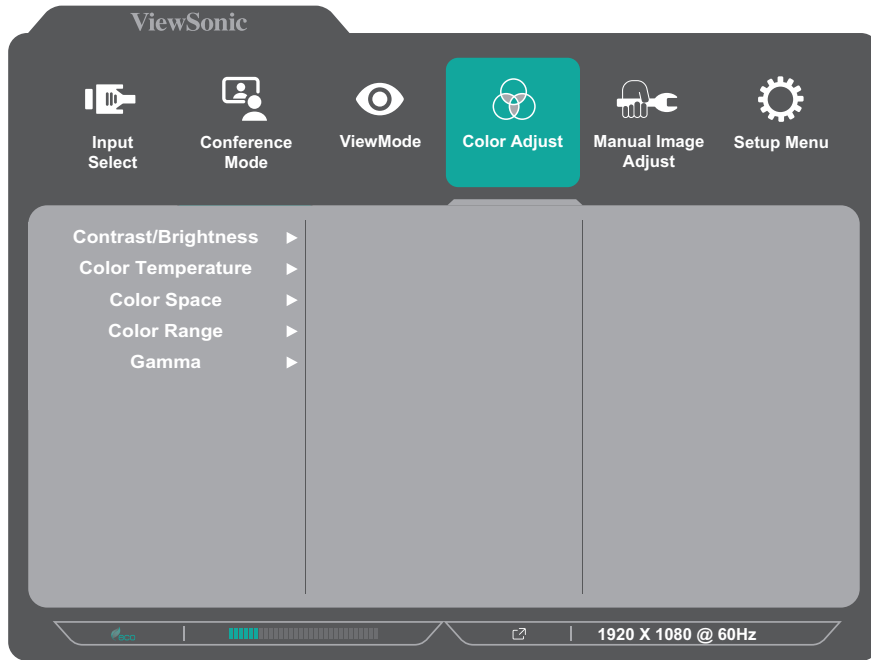 ViewSonic
Input
Select
Conference
Mode
ViewMode
Color Adjust
Manual Image
Adjust
Setup Menu
Contrast/Brightness
Color Temperature
Color Space
Color Range
Gamma
eco
1920 X 1080 @ 60Hz